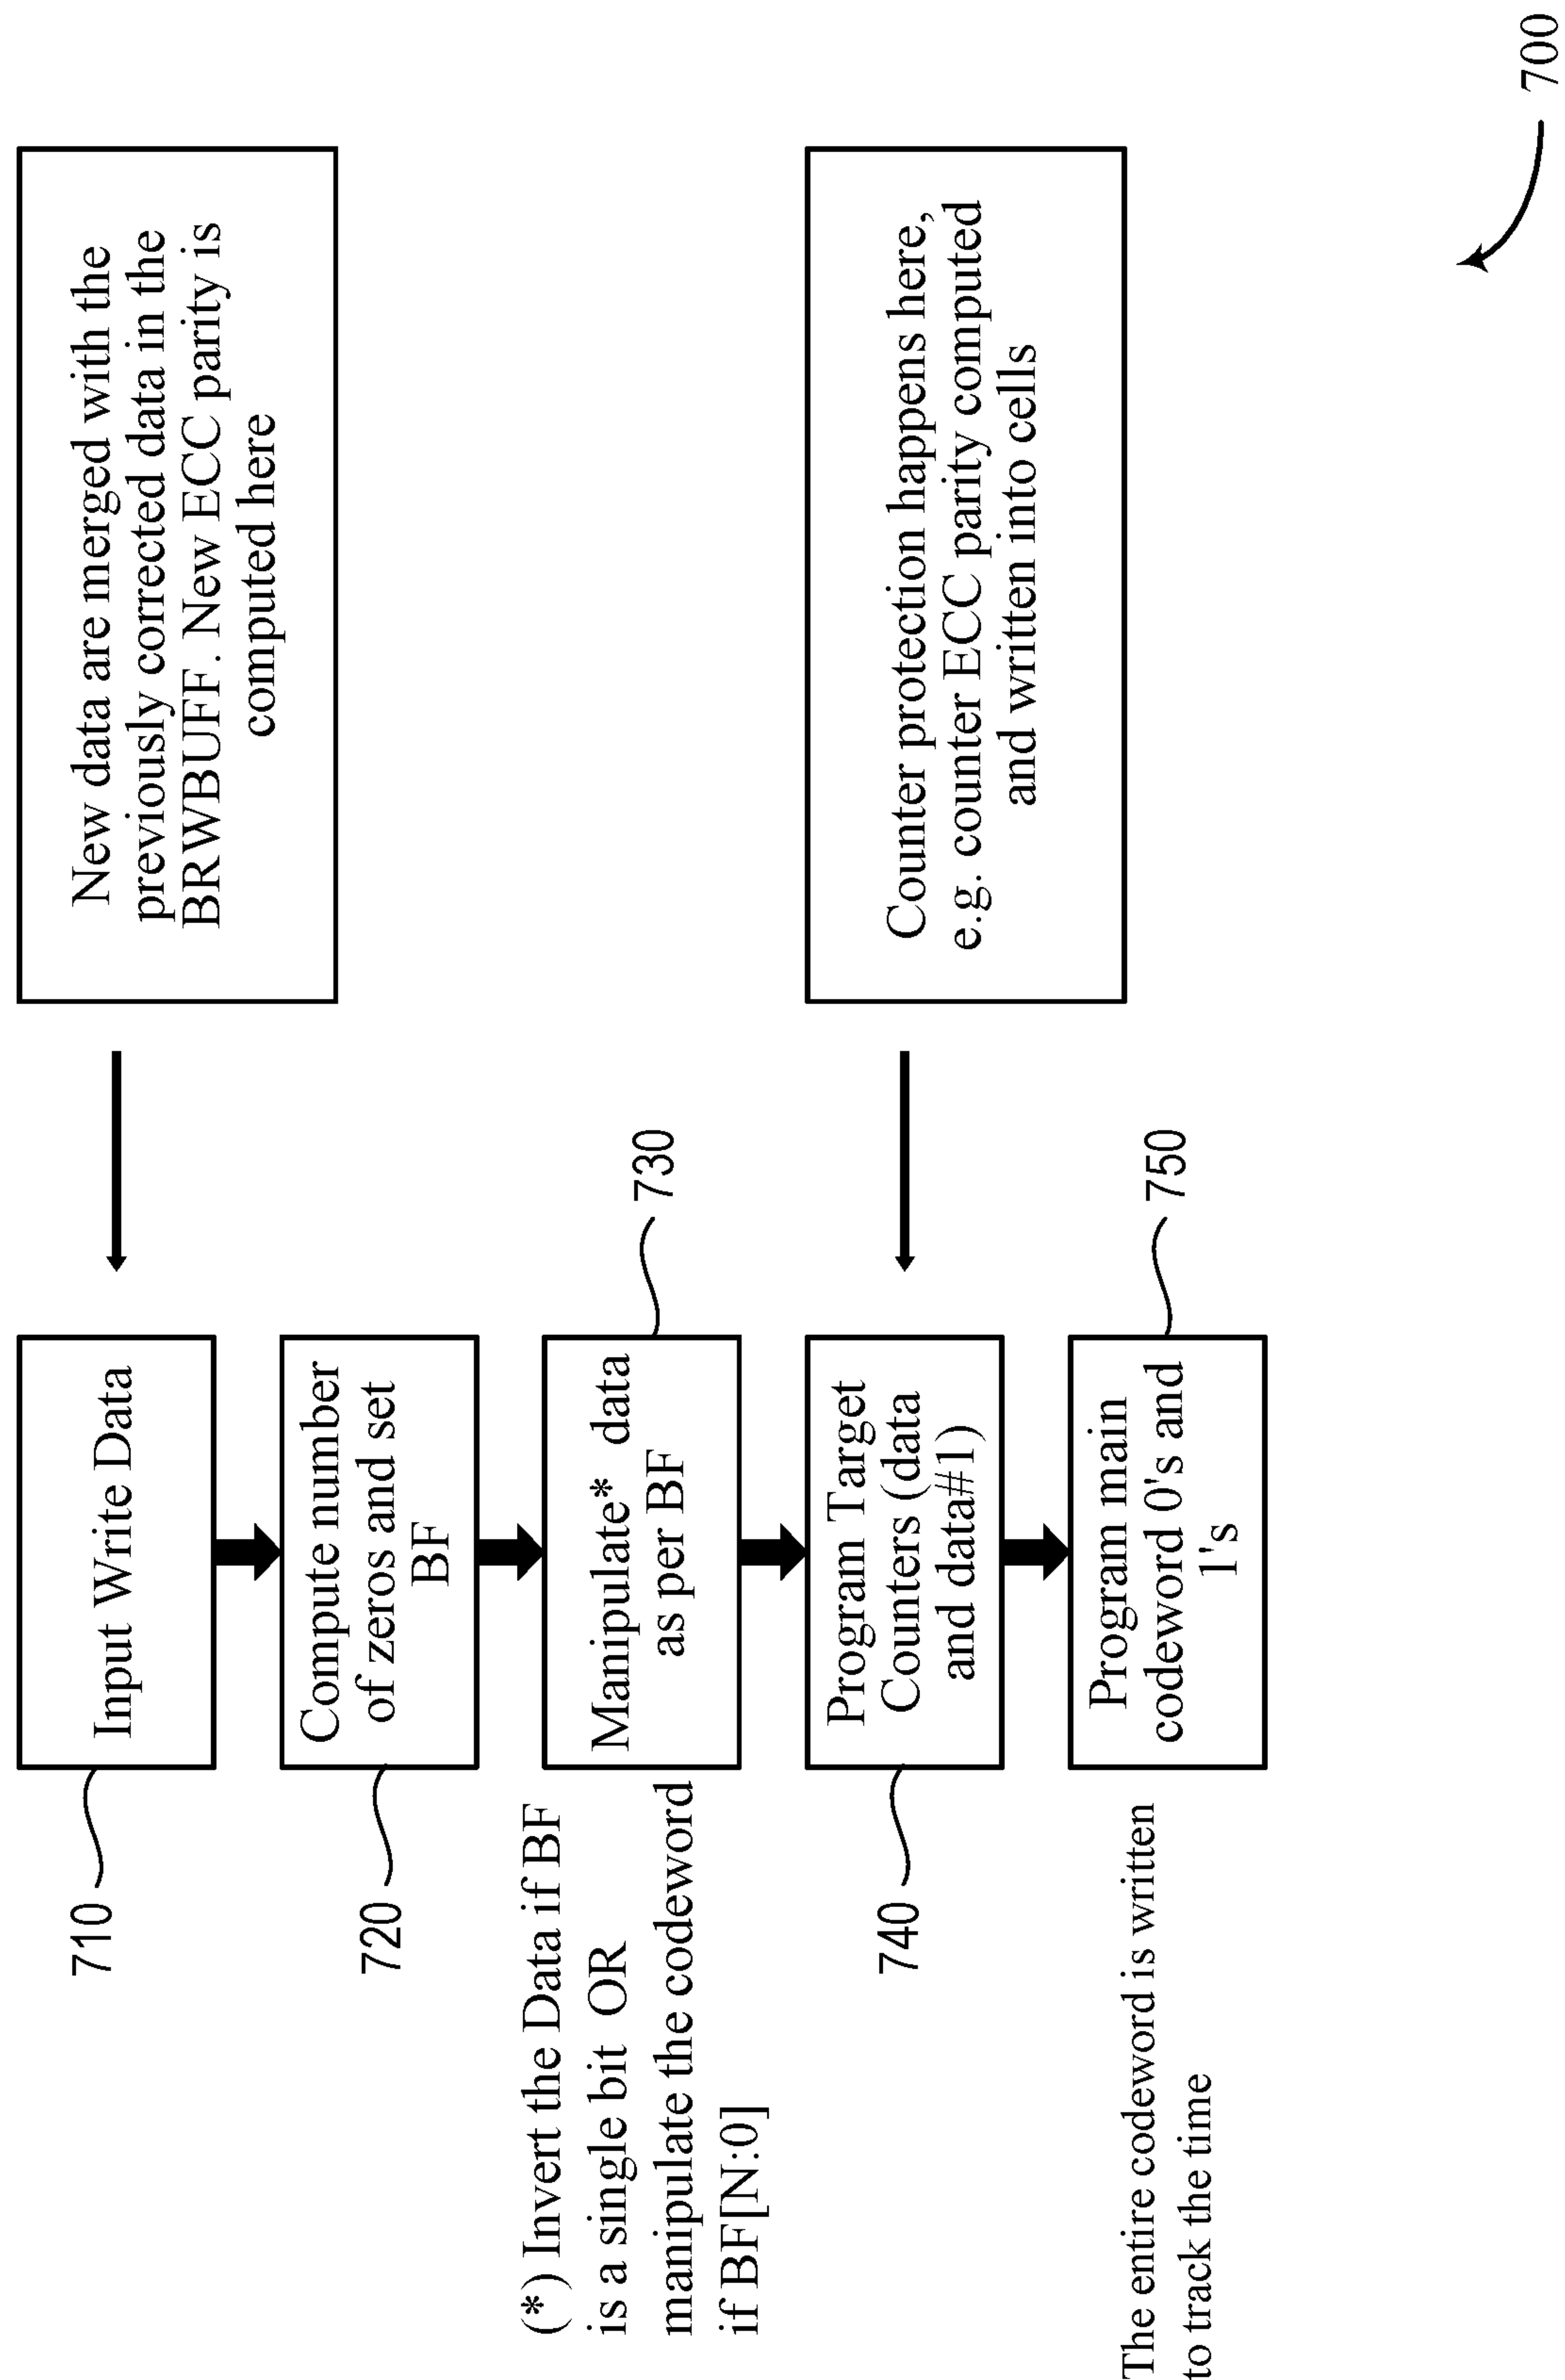 710
Input Write Data
New data are merged with the
previously corrected data in the
BRWBUFF. New ECC parity is
computed here
720
Compute number
of zeros and set
BF
(*) Invert the Data if BF
is a single bit OR
manipulate the codeword
if BF[N:0]
Manipulate* data
as per BF
730
740
Program Target
Counters (data
and data#1)
Counter protection happens here,
e.g. counter ECC parity computed
and written into cells
The entire codeword is written
to track the time
Program main
codeword 0's and
1's
750
700